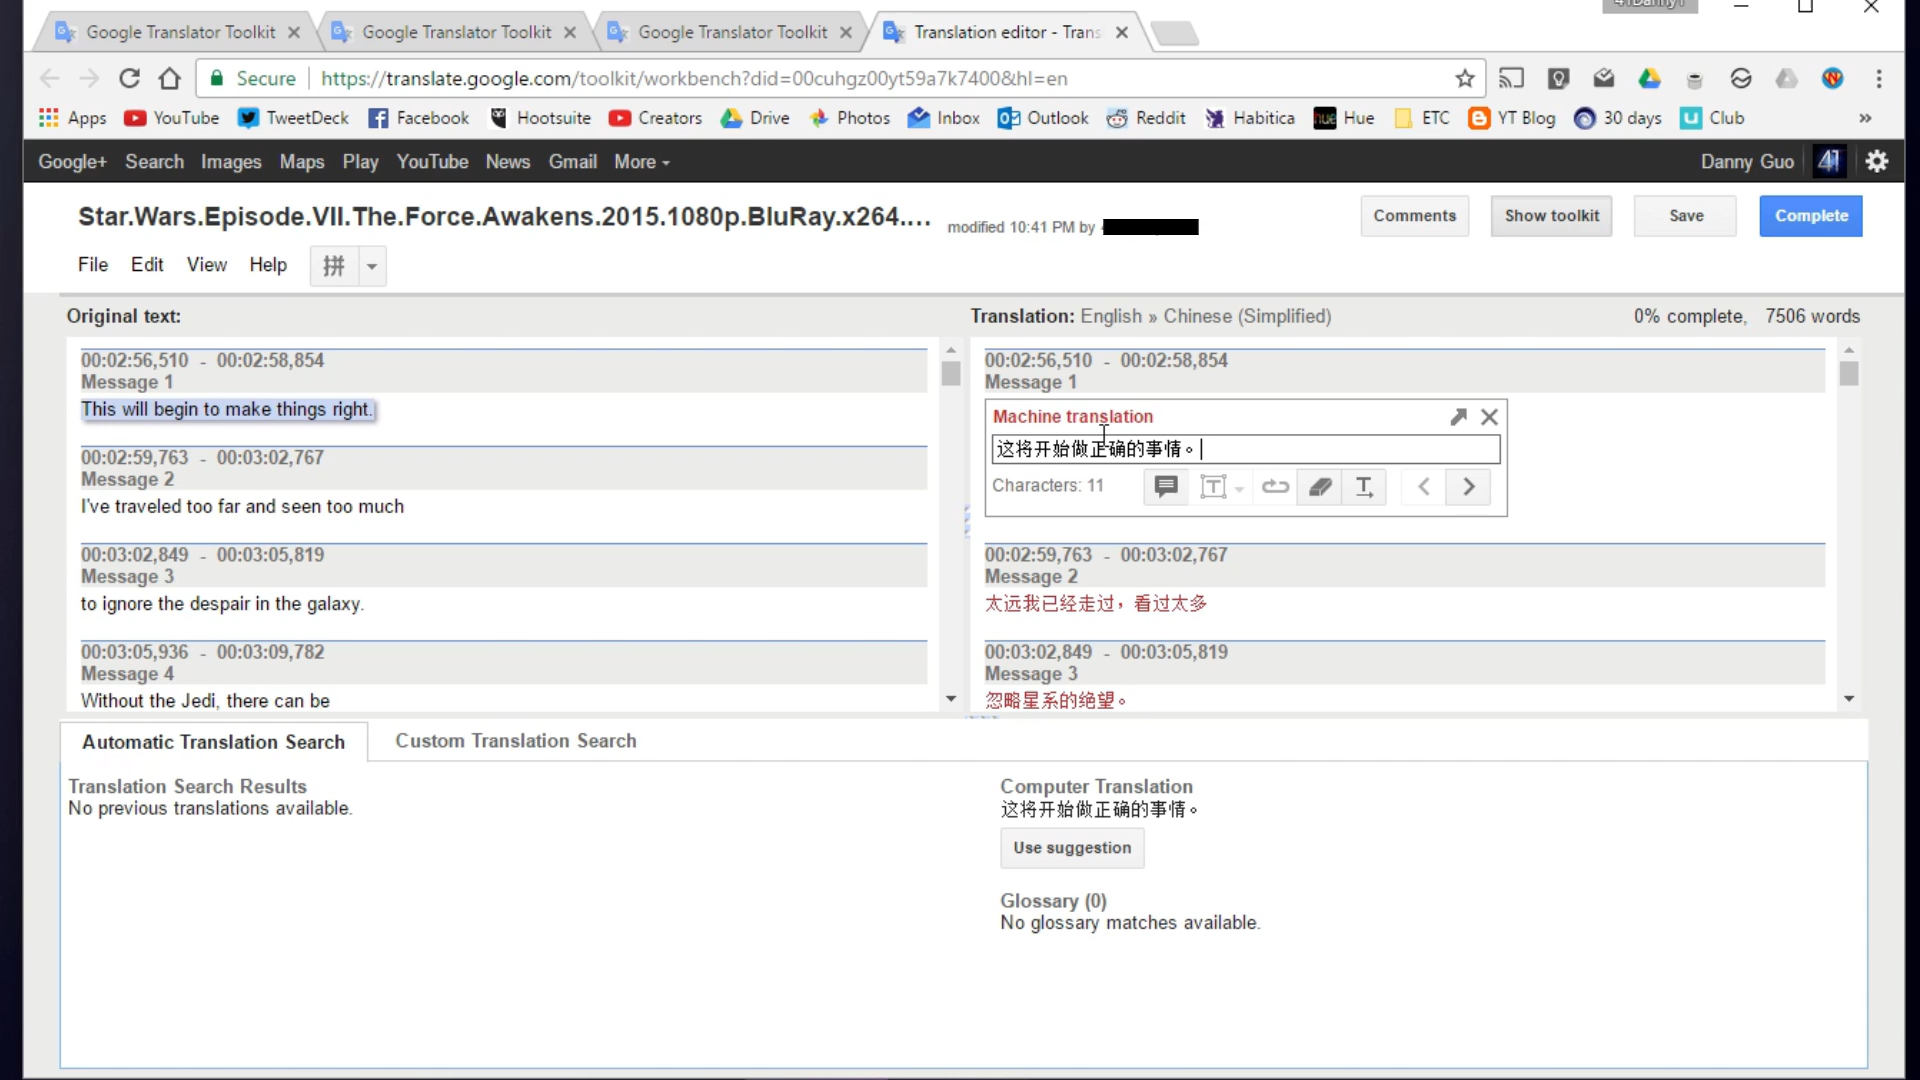 41Danny1
Google Translator Toolkit Google Translator Toolkit Google Translator Toolkit Translation editor - Trans
Secure https://translate.google.com/toolkit/workbench?did=00cuhgz00yt59a7k7400&hl=en
Apps YouTube TweetDeck Facebook Hootsuite Creators Drive Photos Inbox Outlook Reddit Habitica hue Hue ETC YT Blog 30 days Club »
Google+ Search Images Maps Play YouTube News Gmail More Danny Guo 41
Star.Wars.Episode.VII.The.Force.Awakens.2015.1080p.BluRay.x264.... modified 10:41 PM by
Comments Show toolkit Save Complete
File Edit View Help 拼
Original text:
00:02:56,510 - 00:02:58,854
Message 1
This will begin to make things right.
00:02:59,763 - 00:03:02,767
Message 2
I've traveled too far and seen too much
00:03:02,849 - 00:03:05,819
Message 3
to ignore the despair in the galaxy.
00:03:05,936 - 00:03:09,782
Message 4
Without the Jedi, there can be
Translation: English » Chinese (Simplified) 0% complete, 7506 words
00:02:56,510 - 00:02:58,854
Message 1
Machine translation
这将开始做正确的事情。
Characters: 11
00:02:59,763 - 00:03:02,767
Message 2
太远我已经走过，看过太多
00:03:02,849 - 00:03:05,819
Message 3
忽略星系的绝望。
Automatic Translation Search Custom Translation Search
Translation Search Results
No previous translations available.
Computer Translation
这将开始做正确的事情。
Use suggestion
Glossary (0)
No glossary matches available.